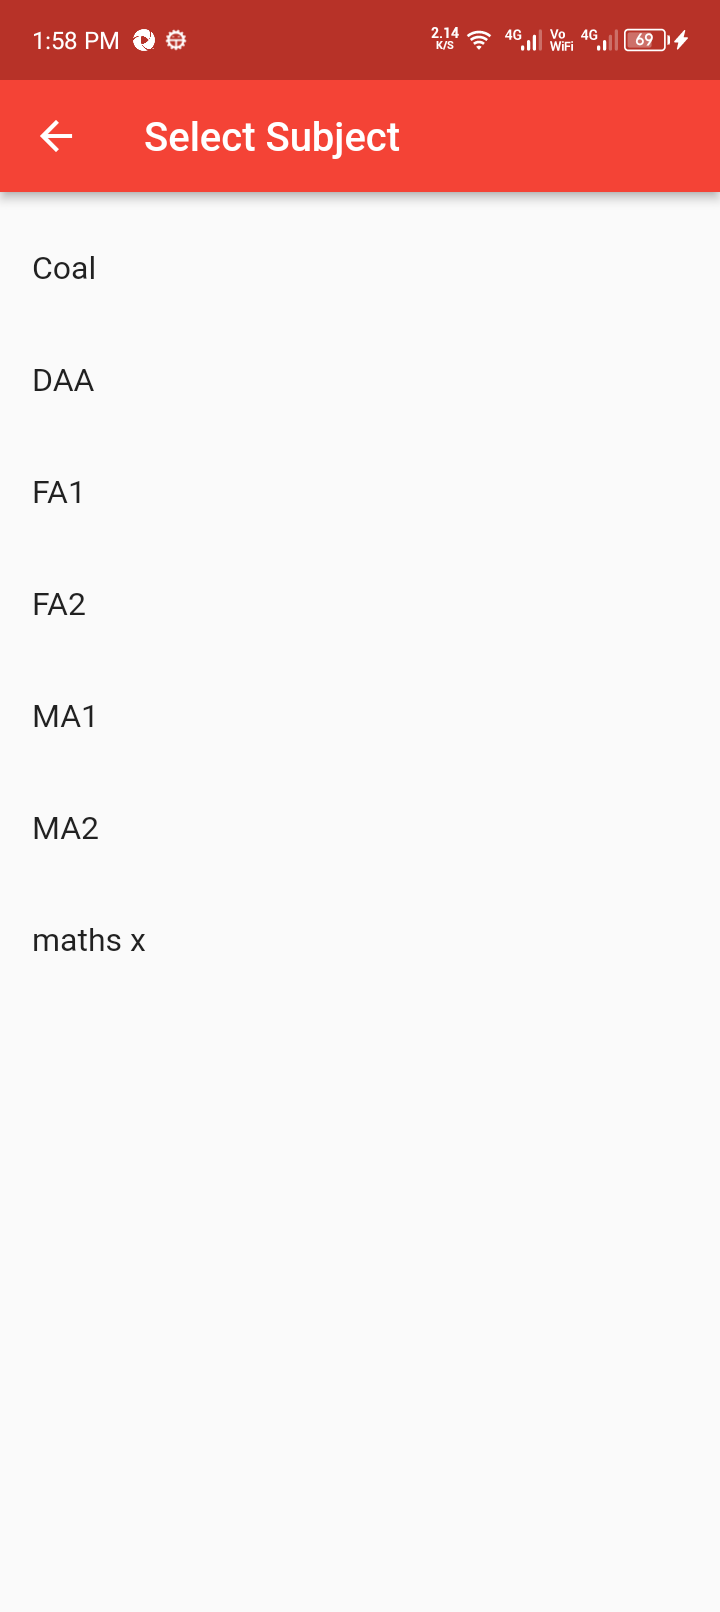 1:58 PM 2.14 K/S 4G Vo WiFi 4G 69
Select Subject
Coal
DAA
FA1
FA2
MA1
MA2
maths x